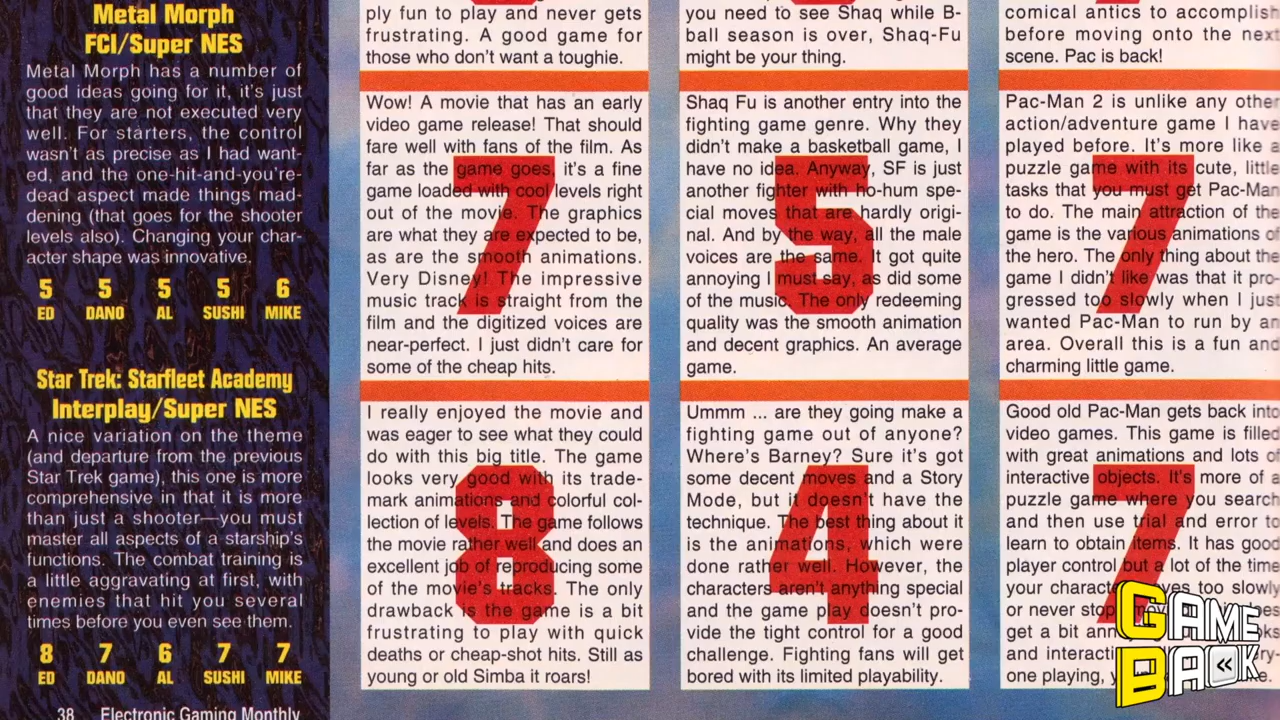 Metal Morph
FCI/Super NES
Metal Morph has a number of
good ideas going for it, it's just
that they are not executed very
well. For starters, the control
wasn't as precise as I had want-
ed, and the one-hit-and-you're-
dead aspect made things mad-
dening (that goes for the shooter
levels also). Changing your char-
acter shape was innovative.
5 5 5 5 6
ED DANO AL SUSHI MIKE
Star Trek: Starfleet Academy
Interplay/Super NES
A nice variation on the theme
(and departure from the previous
Star Trek game), this one is more
comprehensive in that it is more
than just a shooter—you must
master all aspects of a starship's
functions. The combat training is
a little aggravating at first, with
enemies that hit you several
times before you even see them.
8 7 6 7 7
ED DANO AL SUSHI MIKE
38 Electronic Gaming Monthly
ply fun to play and never gets
frustrating. A good game for
those who don't want a toughie.
Wow! A movie that has an early
video game release! That should
fare well with fans of the film. As
far as the game goes, it's a fine
game loaded with cool levels right
out of the movie. The graphics
are what they are expected to be,
as are the smooth animations.
Very Disney! The impressive
music track is straight from the
film and the digitized voices are
near-perfect. I just didn't care for
some of the cheap hits.
7
I really enjoyed the movie and
was eager to see what they could
do with this big title. The game
looks very good with its trade-
mark animations and colorful col-
lection of levels. The game follows
the movie rather well and does an
excellent job of reproducing some
of the movie's tracks. The only
drawback is the game is a bit
frustrating to play with quick
deaths or cheap-shot hits. Still as
young or old Simba it roars!
8
you need to see Shaq while B-
ball season is over, Shaq-Fu
might be your thing.
Shaq Fu is another entry into the
fighting game genre. Why they
didn't make a basketball game, I
have no idea. Anyway, SF is just
another fighter with ho-hum spe-
cial moves that are hardly origi-
nal. And by the way, all the male
voices are the same. It got quite
annoying I must say, as did some
of the music. The only redeeming
quality was the smooth animation
and decent graphics. An average
game.
5
Ummm ... are they going make a
fighting game out of anyone?
Where's Barney? Sure it's got
some decent moves and a Story
Mode, but it doesn't have the
technique. The best thing about it
is the animations, which were
done rather well. However, the
characters aren't anything special
and the game play doesn't pro-
vide the tight control for a good
challenge. Fighting fans will get
bored with its limited playability.
4
comical antics to accomplish
before moving onto the next
scene. Pac is back!
Pac-Man 2 is unlike any other
action/adventure game I have
played before. It's more like a
puzzle game with its cute, little
tasks that you must get Pac-Man
to do. The main attraction of the
game is the various animations of
the hero. The only thing about the
game I didn't like was that it pro-
gressed too slowly when I just
wanted Pac-Man to run by an
area. Overall this is a fun and
charming little game.
7
Good old Pac-Man gets back into
video games. This game is filled
with great animations and lots of
interactive objects. It's more of a
puzzle game where you search
and then use trial and error to
learn to obtain items. It has good
player control but a lot of the time
your too slowly
or never
get a bit
and
one playing,
7
GAME
BACK